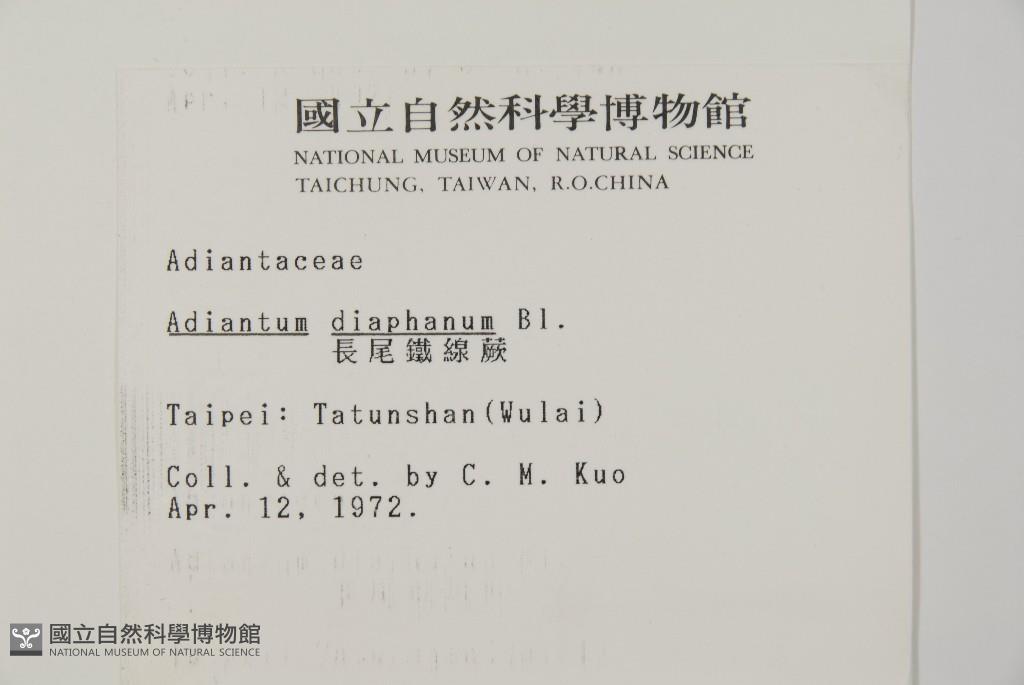 國立自然科學博物館
NATIONAL MUSEUM OF NATURAL SCIENCE
TAICHUNG, TAIWAN, R.O.CHINA
Adiantaceae
Adiantum diaphanum Bl.
長尾鐵線蕨
Taipei: Tatunshan(Wulai)
Coll. & det. by C. M. Kuo
Apr. 12, 1972.
國立自然科學博物館
NATIONAL MUSEUM OF NATURAL SCIENCE